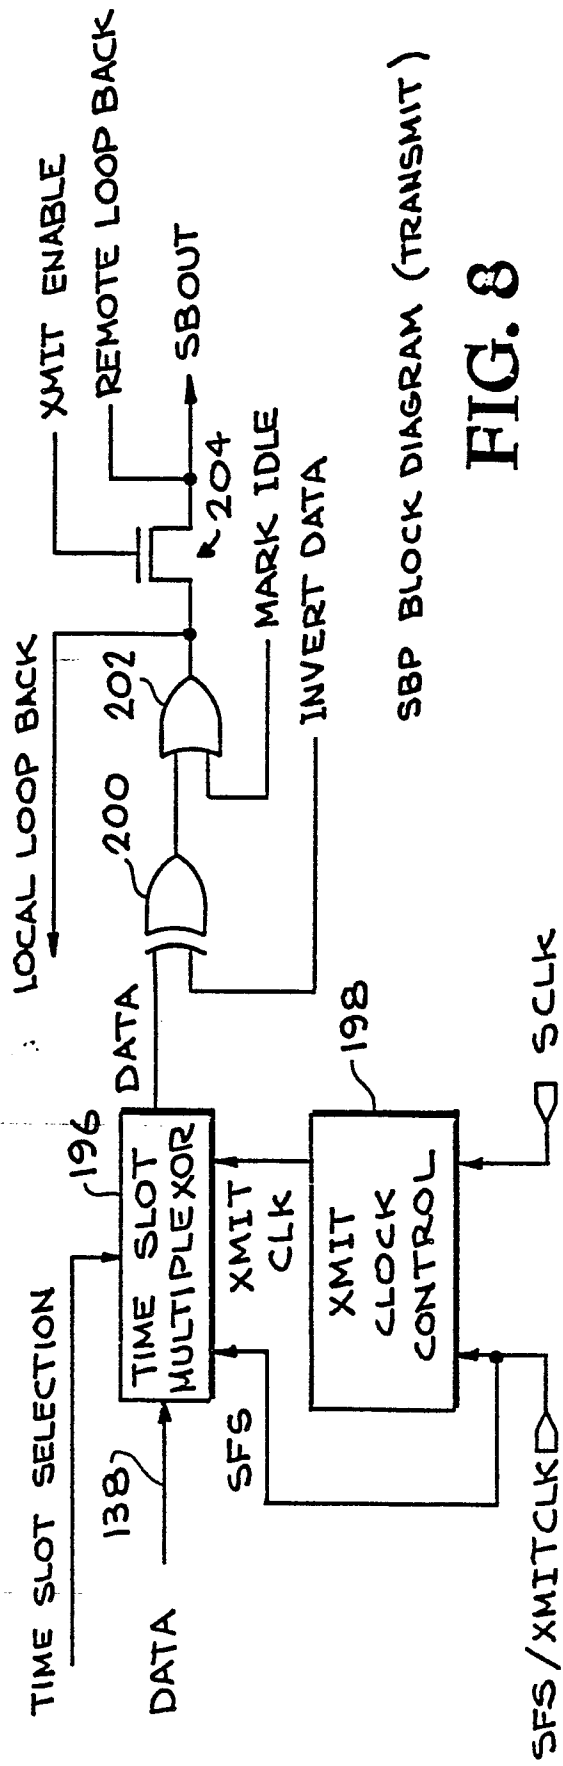 LOCAL LOOP BACK
XMIT ENABLE
REMOTE LOOP BACK
TIME SLOT SELECTION
196
DATA
200
202
SBOUT
204
138
DATA
TIME SLOT
MULTIPLEXOR
MARK IDLE
INVERT DATA
SFS
XMIT
CLK
198
XMIT
CLOCK
CONTROL
SFS/XMITCLK
SCLK
SBP BLOCK DIAGRAM (TRANSMIT)
FIG. 8